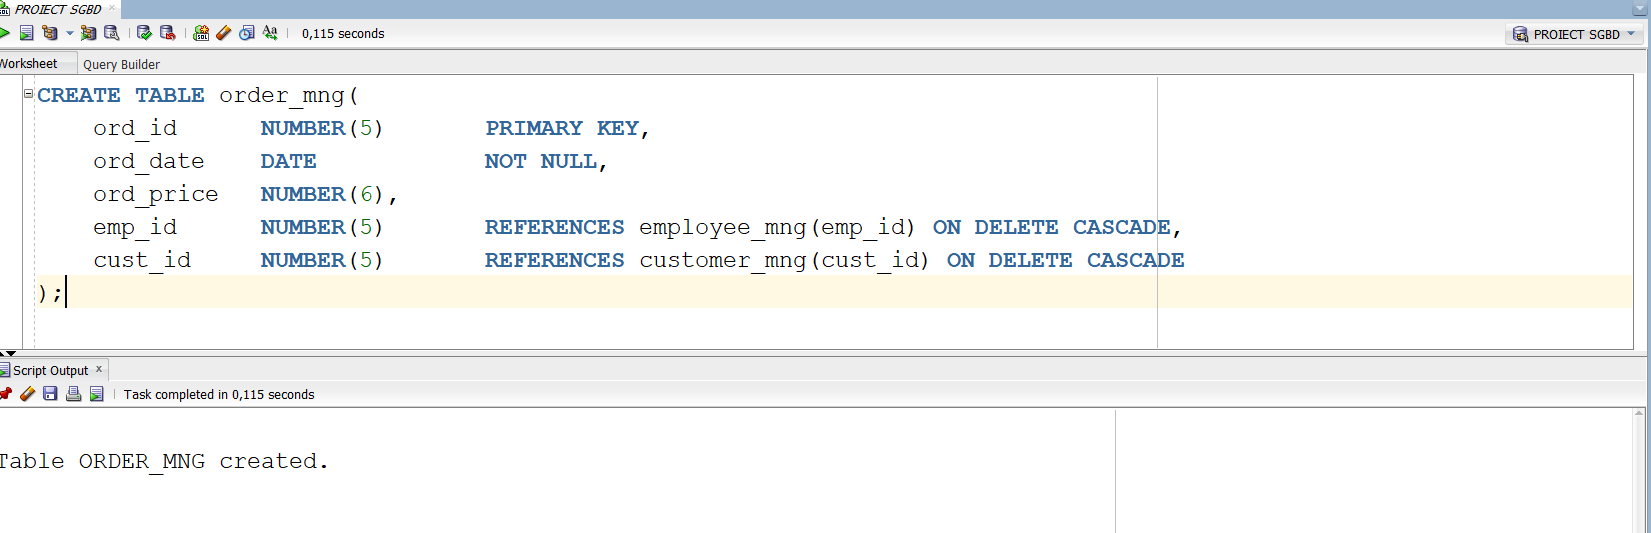 PROIECT SGBD
0,115 seconds
PROIECT SGBD
Worksheet Query Builder
CREATE TABLE order_mng(
ord_id NUMBER(5) PRIMARY KEY,
ord_date DATE NOT NULL,
ord_price NUMBER(6),
emp_id NUMBER(5) REFERENCES employee_mng(emp_id) ON DELETE CASCADE,
cust_id NUMBER(5) REFERENCES customer_mng(cust_id) ON DELETE CASCADE
);
Script Output x
Task completed in 0,115 seconds
Table ORDER_MNG created.